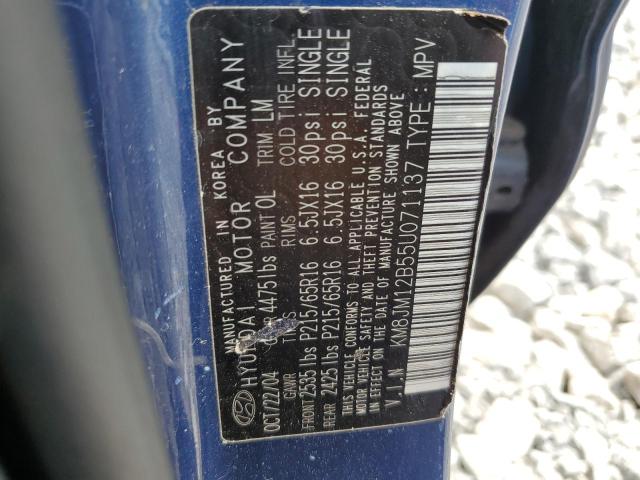 MANUFACTURED IN KOREA BY
HYUNDAI MOTOR COMPANY
OCT/22/04 4475 lbs PAINT OL TRIM LM
GAWR TIRES RIMS COLD TIRE INFL.
FRONT 2535 lbs P215/65R16 6.5JX16 30psi SINGLE
REAR 2425 lbs P215/65R16 6.5JX16 30psi SINGLE
THIS VEHICLE CONFORMS TO ALL APPLICABLE U.S.A. FEDERAL
MOTOR VEHICLE SAFETY AND THEFT PREVENTION STANDARDS
IN EFFECT ON THE DATE OF MANUFACTURE SHOWN ABOVE
V.I.N KM8JM12B55U071137 TYPE: MPV